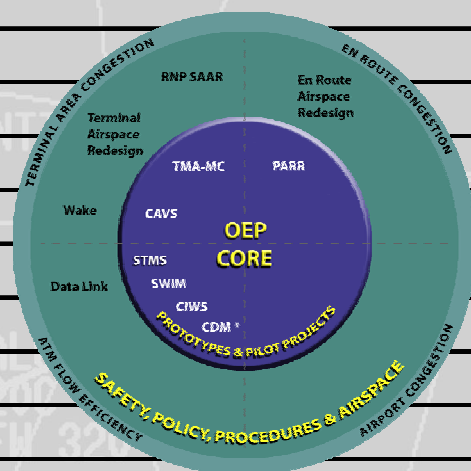 TERMINAL AREA CONGESTION
EN ROUTE CONGESTION
RNP SAAR
En Route
Airspace
Redesign
Terminal
Airspace
Redesign
TMA-MC
PARR
Wake
CAVS
OEP
CORE
STMS
Data Link
SWIM
CIWS
CDM *
PROTOTYPES & PILOT PROJECTS
SAFETY, POLICY, PROCEDURES & AIRSPACE
ATM FLOW EFFICIENCY
AIRPORT CONGESTION